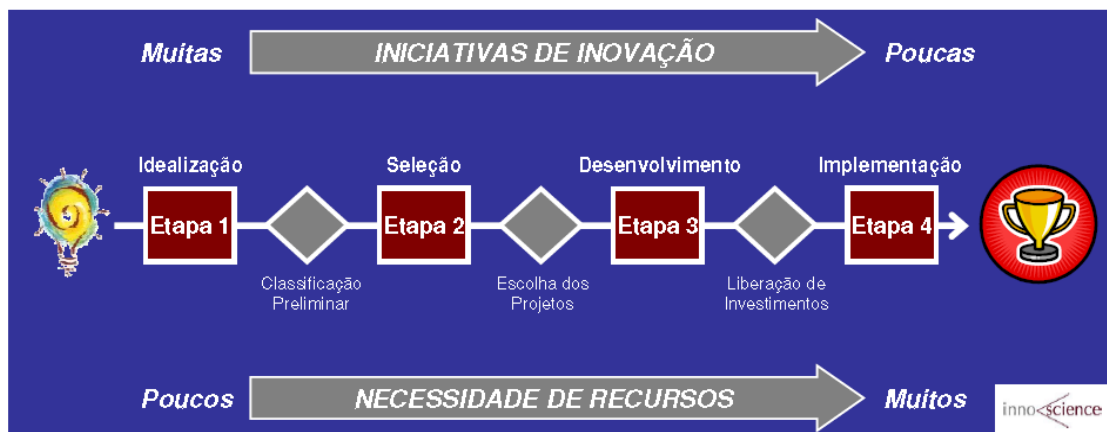 Muitas INICIATIVAS DE INOVAÇÃO Poucas
Idealização Seleção Desenvolvimento Implementação
Etapa 1 Etapa 2 Etapa 3 Etapa 4
Classificação Escolha dos Liberação de
Preliminar Projetos Investimentos
Poucos NECESSIDADE DE RECURSOS Muitos
inno<science